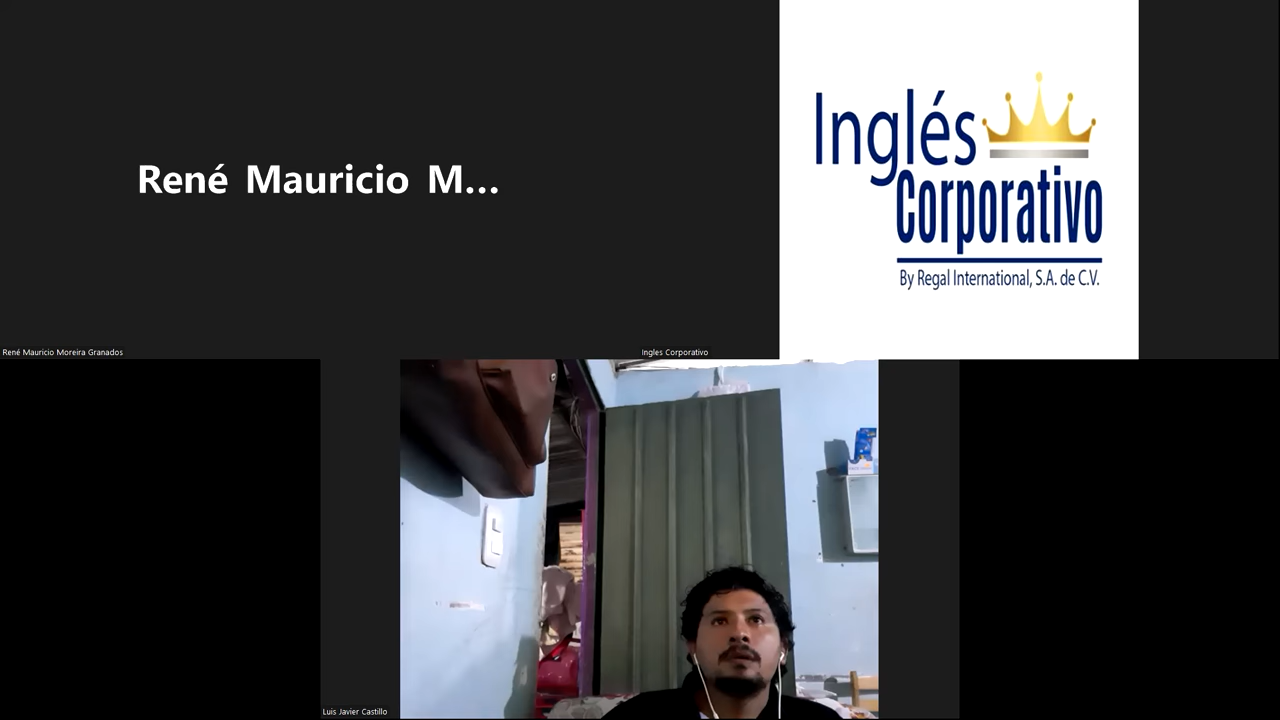 René Mauricio M...
Inglés
Corporativo
By Regal International, S.A. de C.V.
René Mauricio Moreira Granados
Ingles Corporativo
Luis Javier Castillo